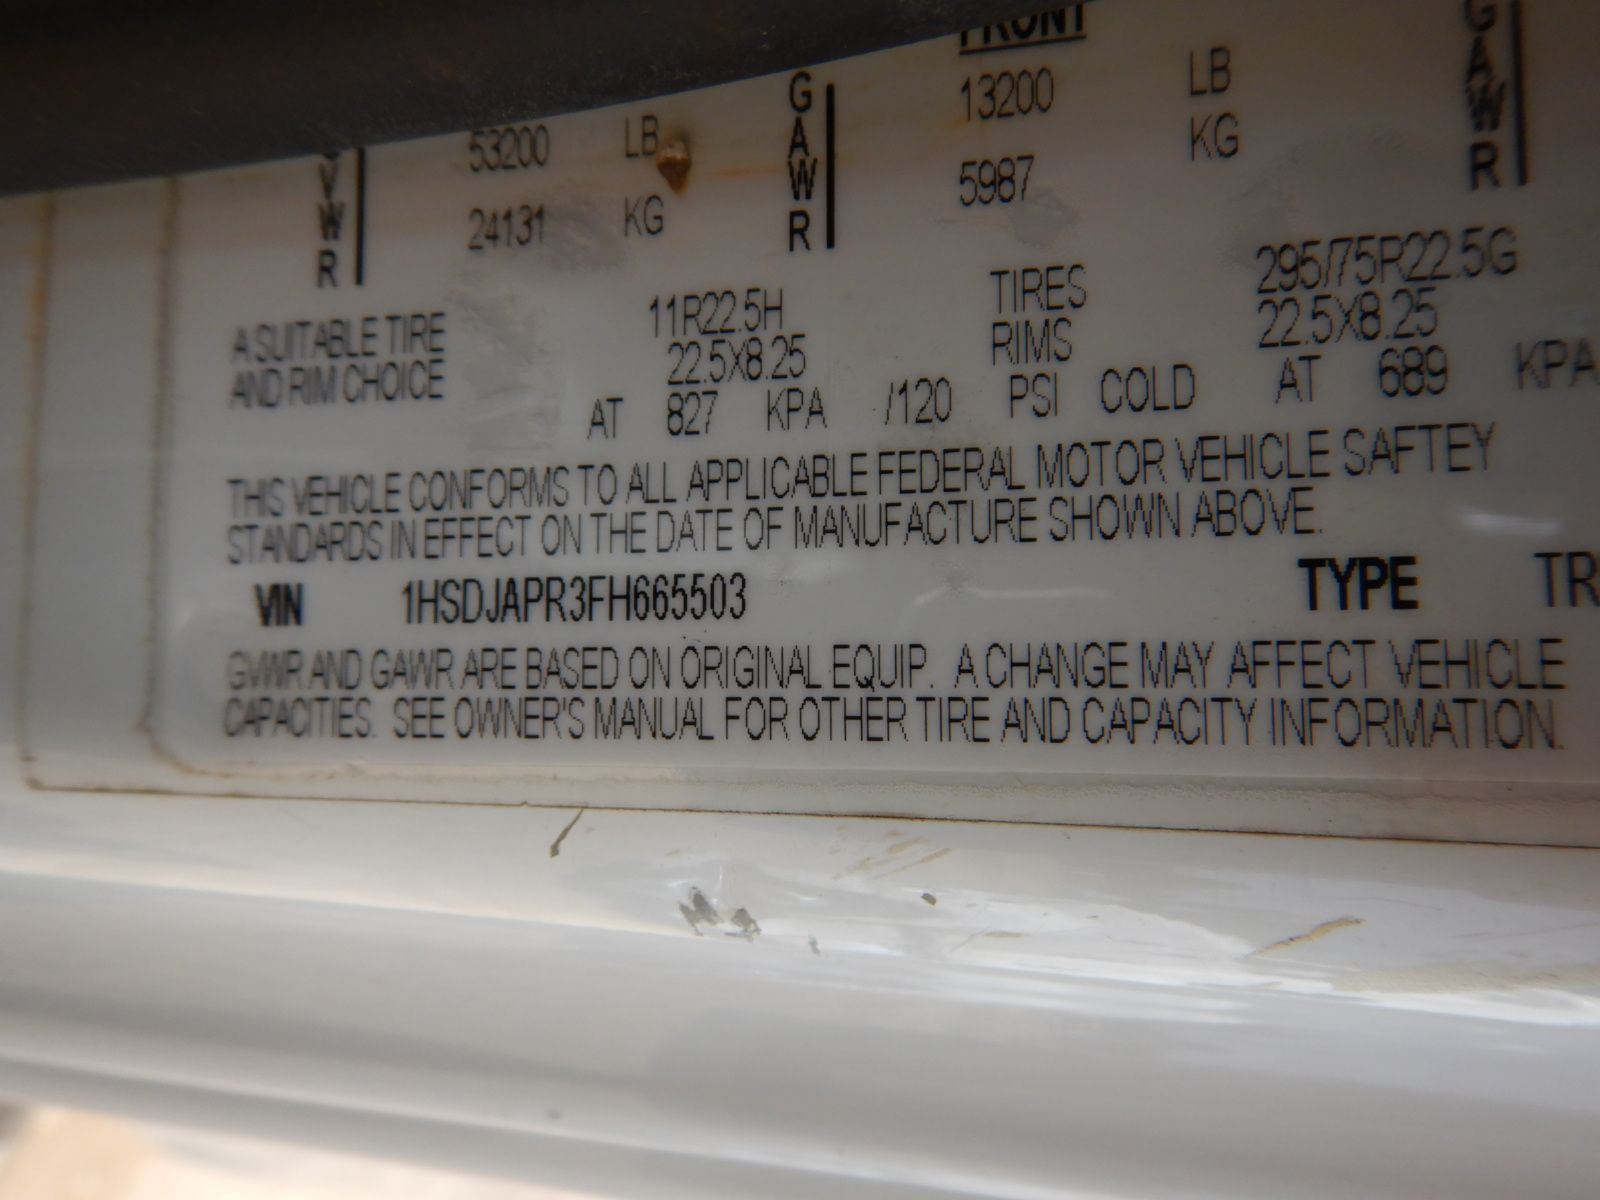 FRONT
GVWR 53200 LB GAWR 13200 LB GAWR
24131 KG 5987 KG
A SUITABLE TIRE 11R22.5H TIRES 295/75R22.5G
AND RIM CHOICE 22.5X8.25 RIMS 22.5X8.25
AT 827 KPA /120 PSI COLD AT 689 KPA
THIS VEHICLE CONFORMS TO ALL APPLICABLE FEDERAL MOTOR VEHICLE SAFTEY
STANDARDS IN EFFECT ON THE DATE OF MANUFACTURE SHOWN ABOVE.
VIN 1HSDJAPR3FH665503 TYPE TR
GVWR AND GAWR ARE BASED ON ORIGINAL EQUIP. A CHANGE MAY AFFECT VEHICLE
CAPACITIES. SEE OWNER'S MANUAL FOR OTHER TIRE AND CAPACITY INFORMATION.